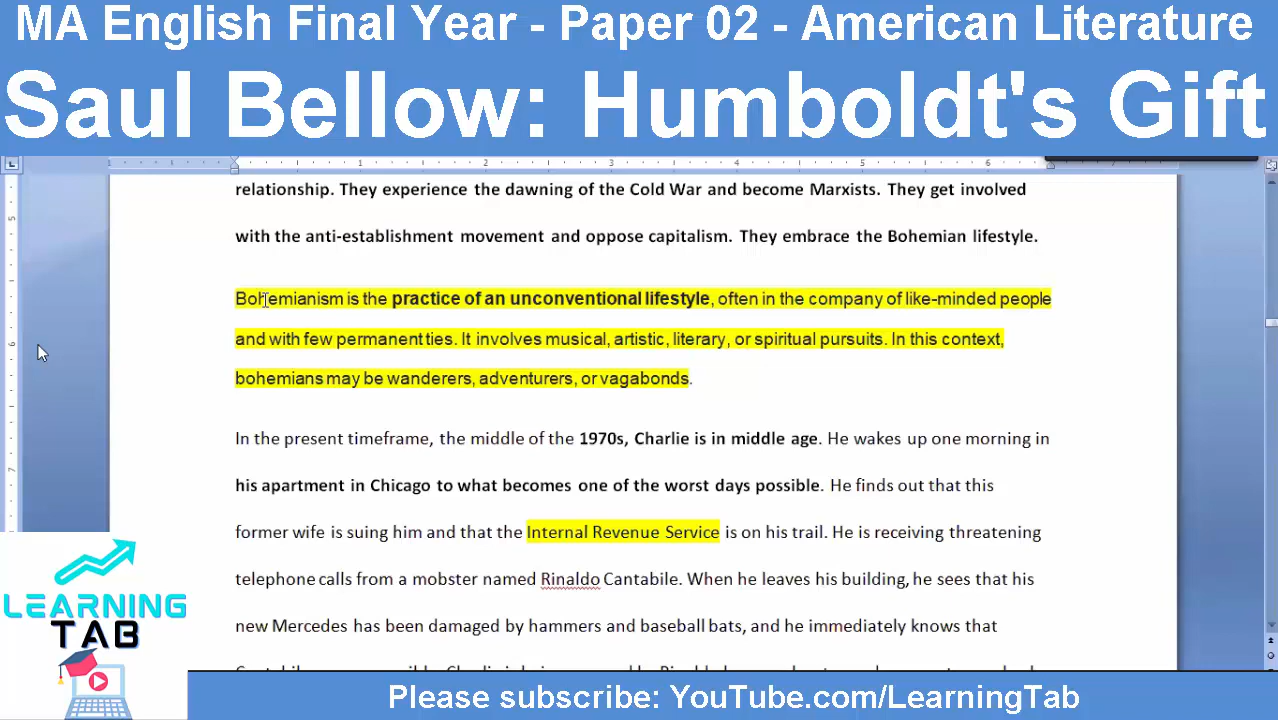 MA English Final Year - Paper 02 - American Literature
Saul Bellow: Humboldt's Gift
relationship. They experience the dawning of the Cold War and become Marxists. They get involved
with the anti-establishment movement and oppose capitalism. They embrace the Bohemian lifestyle.
Bohemianism is the practice of an unconventional lifestyle, often in the company of like-minded people
and with few permanent ties. It involves musical, artistic, literary, or spiritual pursuits. In this context,
bohemians may be wanderers, adventurers, or vagabonds.
In the present timeframe, the middle of the 1970s, Charlie is in middle age. He wakes up one morning in
his apartment in Chicago to what becomes one of the worst days possible. He finds out that this
former wife is suing him and that the Internal Revenue Service is on his trail. He is receiving threatening
telephone calls from a mobster named Rinaldo Cantabile. When he leaves his building, he sees that his
new Mercedes has been damaged by hammers and baseball bats, and he immediately knows that
LEARNING
TAB
Please subscribe: YouTube.com/LearningTab